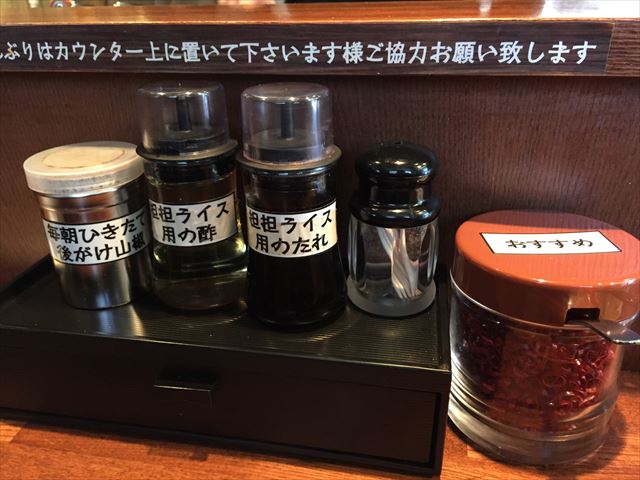 ぶりはカウンター上に置いて下さいます様ご協力お願い致します
毎朝ひきたて
後がけ山椒
担担ライス
用の酢
担担ライス
用のたれ
おすすめ